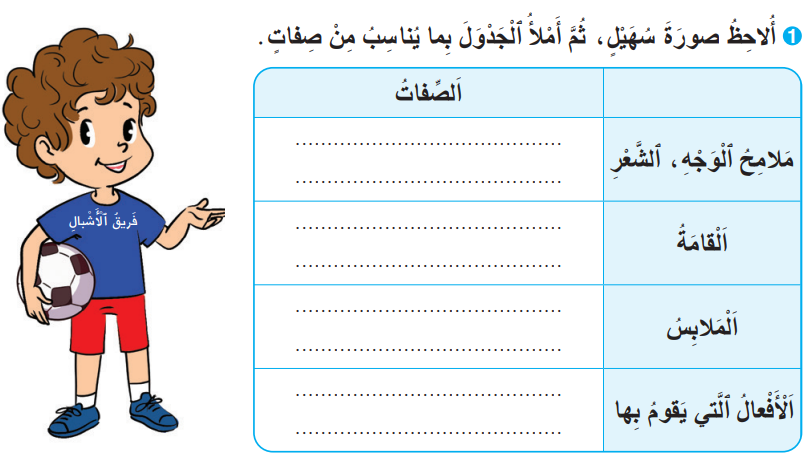 1 أُلاحِظُ صورَةَ سُهَيْلٍ، ثُمَّ أَمْلأُ ٱلْجَدْوَلَ بِما يُناسِبُ مِنْ صِفاتٍ.
اَلصِّفاتُ
مَلامِحُ ٱلْوَجْهِ، ٱلشَّعْرِ
..........................................
..........................................
اَلْقامَةُ
..........................................
..........................................
اَلْمَلابِسُ
..........................................
..........................................
اَلْأَفْعالُ ٱلَّتي يَقومُ بِها
..........................................
..........................................
فَريقُ ٱلْأَشْبالِ